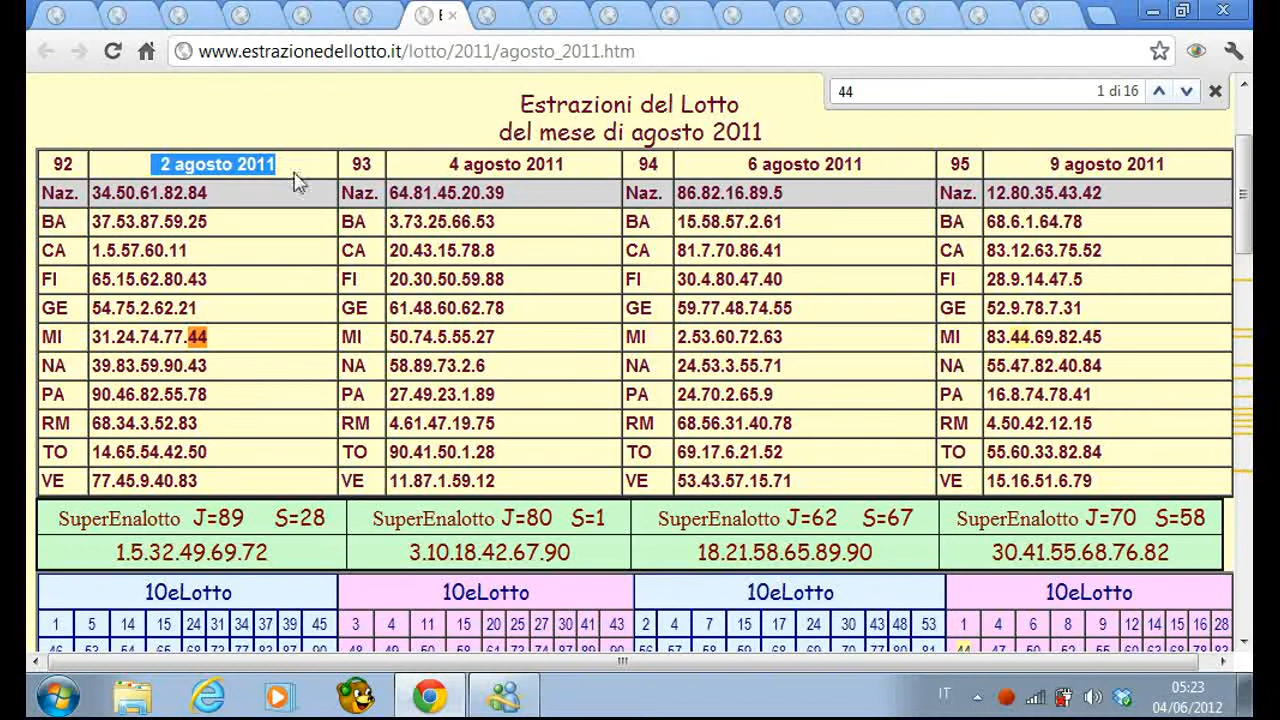 E
www.estrazionedellotto.it/lotto/2011/agosto_2011.htm
44 1 di 16
Estrazioni del Lotto
del mese di agosto 2011
92 2 agosto 2011 93 4 agosto 2011 94 6 agosto 2011 95 9 agosto 2011
Naz. 34.50.61.82.84 Naz. 64.81.45.20.39 Naz. 86.82.16.89.5 Naz. 12.80.35.43.42
BA 37.53.87.59.25 BA 3.73.25.66.53 BA 15.58.57.2.61 BA 68.6.1.64.78
CA 1.5.57.60.11 CA 20.43.15.78.8 CA 81.7.70.86.41 CA 83.12.63.75.52
FI 65.15.62.80.43 FI 20.30.50.59.88 FI 30.4.80.47.40 FI 28.9.14.47.5
GE 54.75.2.62.21 GE 61.48.60.62.78 GE 59.77.48.74.55 GE 52.9.78.7.31
MI 31.24.74.77.44 MI 50.74.5.55.27 MI 2.53.60.72.63 MI 83.44.69.82.45
NA 39.83.59.90.43 NA 58.89.73.2.6 NA 24.53.3.55.71 NA 55.47.82.40.84
PA 90.46.82.55.78 PA 27.49.23.1.89 PA 24.70.2.65.9 PA 16.8.74.78.41
RM 68.34.3.52.83 RM 4.61.47.19.75 RM 68.56.31.40.78 RM 4.50.42.12.15
TO 14.65.54.42.50 TO 90.41.50.1.28 TO 69.17.6.21.52 TO 55.60.33.82.84
VE 77.45.9.40.83 VE 11.87.1.59.12 VE 53.43.57.15.71 VE 15.16.51.6.79
SuperEnalotto J=89 S=28 SuperEnalotto J=80 S=1 SuperEnalotto J=62 S=67 SuperEnalotto J=70 S=58
1.5.32.49.69.72 3.10.18.42.67.90 18.21.58.65.89.90 30.41.55.68.76.82
10eLotto 10eLotto 10eLotto 10eLotto
1 5 14 15 24 31 34 37 39 45 3 4 11 15 20 25 27 30 41 43 2 4 7 15 17 24 30 43 48 53 1 4 6 8 9 12 14 15 16 28
IT 05:23
04/06/2012